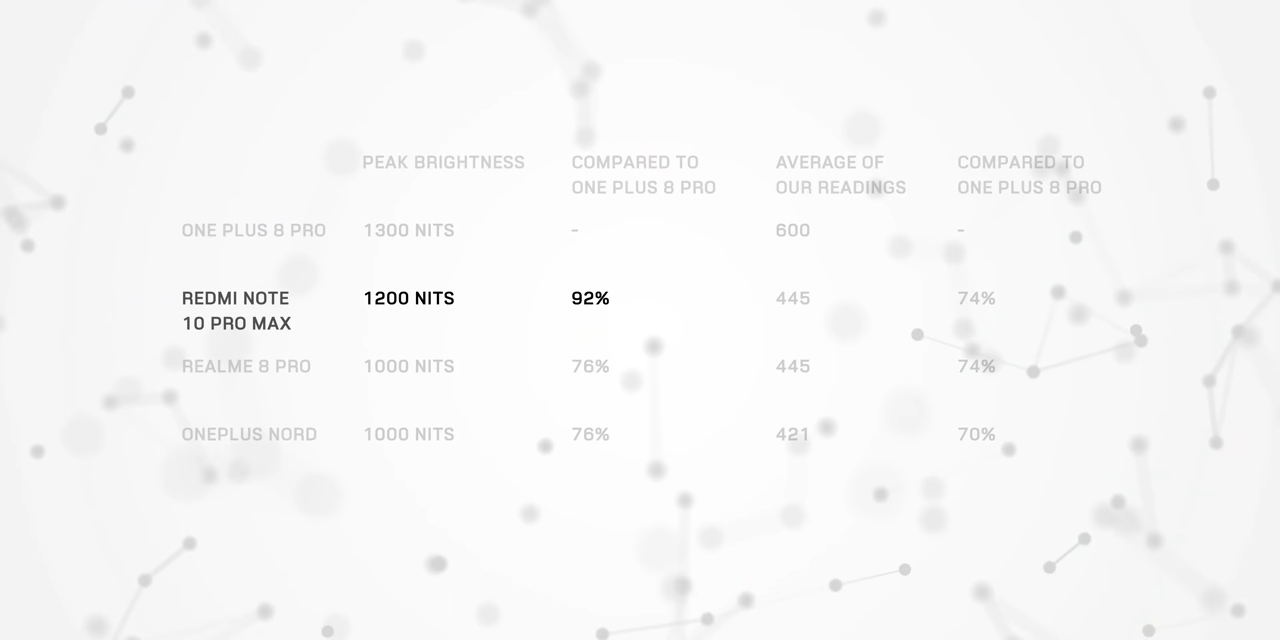 PEAK BRIGHTNESS COMPARED TO AVERAGE OF COMPARED TO
ONE PLUS 8 PRO OUR READINGS ONE PLUS 8 PRO
ONE PLUS 8 PRO 1300 NITS - 600 -
REDMI NOTE 1200 NITS 92% 445 74%
10 PRO MAX
REALME 8 PRO 1000 NITS 76% 445 74%
ONEPLUS NORD 1000 NITS 76% 421 70%